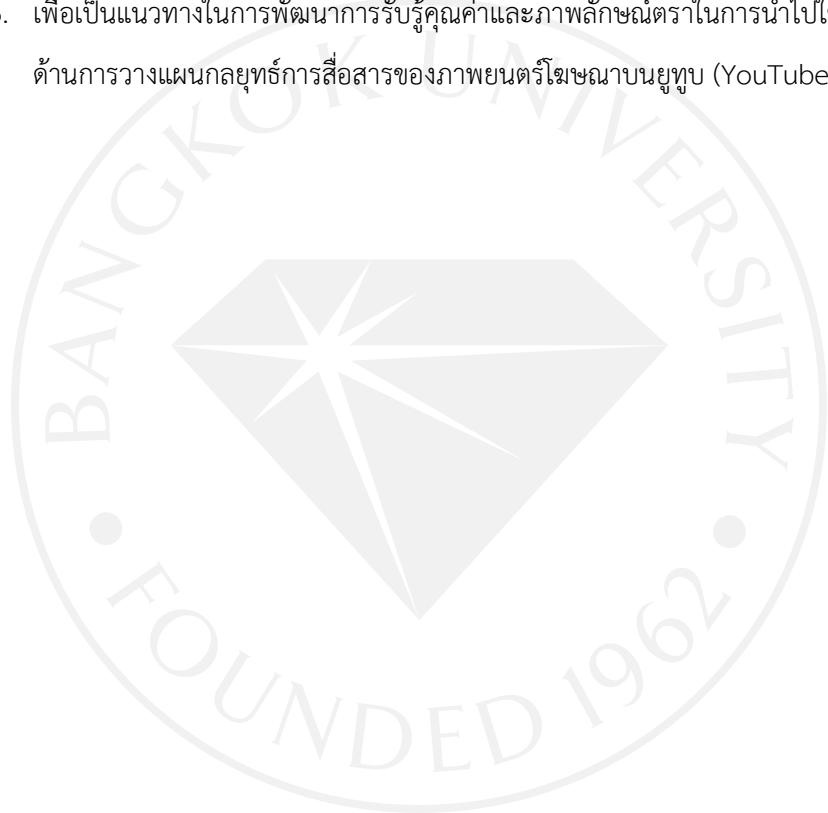 เพื่อเป็นแนวทางในการพัฒนาการรับรู้คุณค่าและภาพลักษณ์ตราในการนำไปใ
ด้านการวางแผนกลยุทธ์การสื่อสารของภาพยนตร์โฆษณาบนยูทูบ (YouTube
BANGKOK UNIVERSITY
FOUNDED 1962